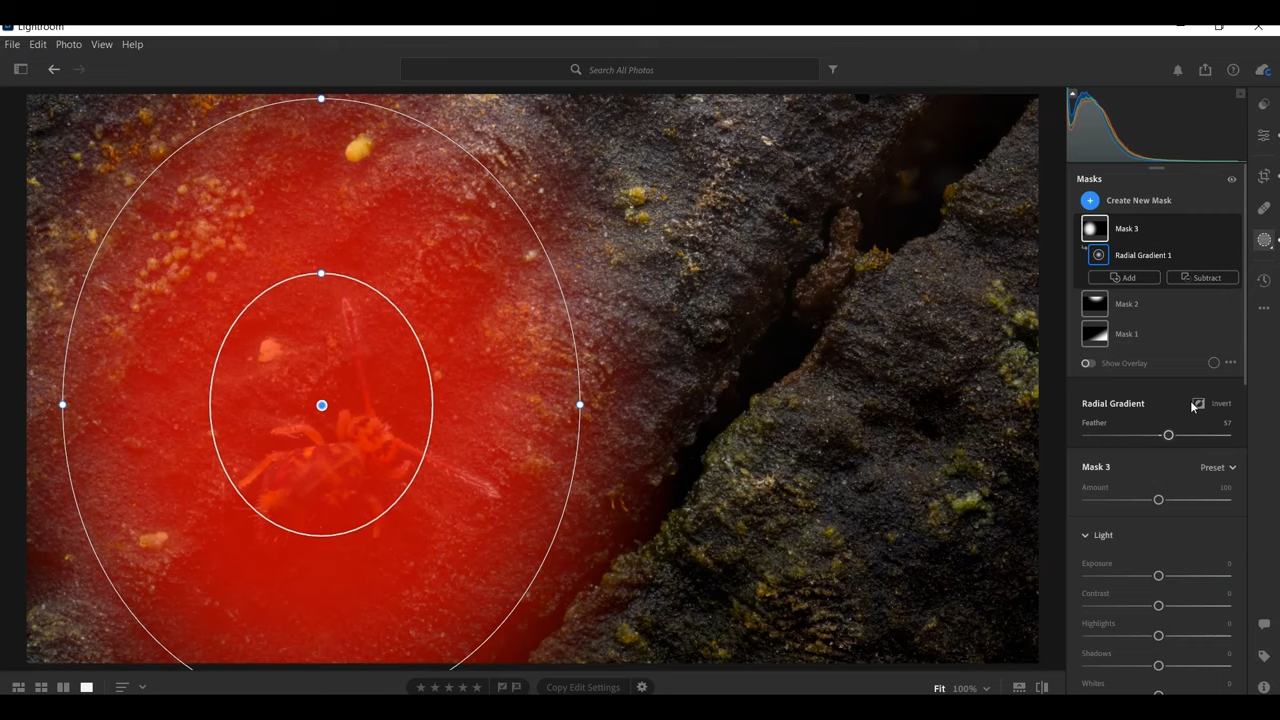 Lightroom
File Edit Photo View Help
Search All Photos
Masks
Create New Mask
Mask 3
Radial Gradient 1
Add Subtract
Mask 2
Mask 1
Show Overlay
Radial Gradient Invert
Feather 57
Mask 3 Preset
Amount 100
Light
Exposure 0
Contrast 0
Highlights 0
Shadows 0
Whites 0
Copy Edit Settings
Fit 100%